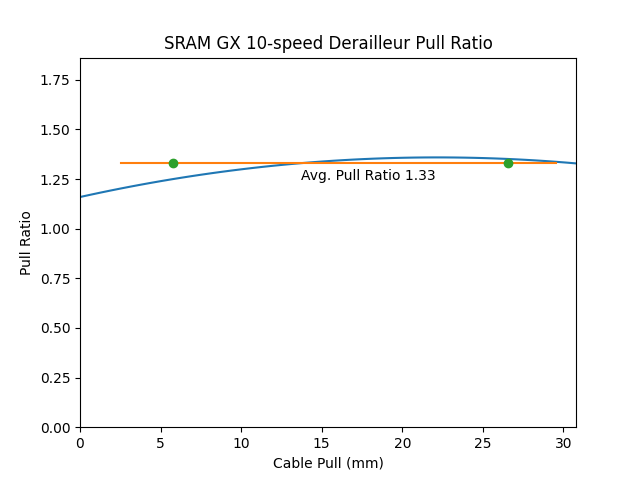 SRAM GX 10-speed Derailleur Pull Ratio
1.75
1.50
1.25
1.00
0.75
0.50
0.25
0.00
Pull Ratio
Avg. Pull Ratio 1.33
0 5 10 15 20 25 30
Cable Pull (mm)